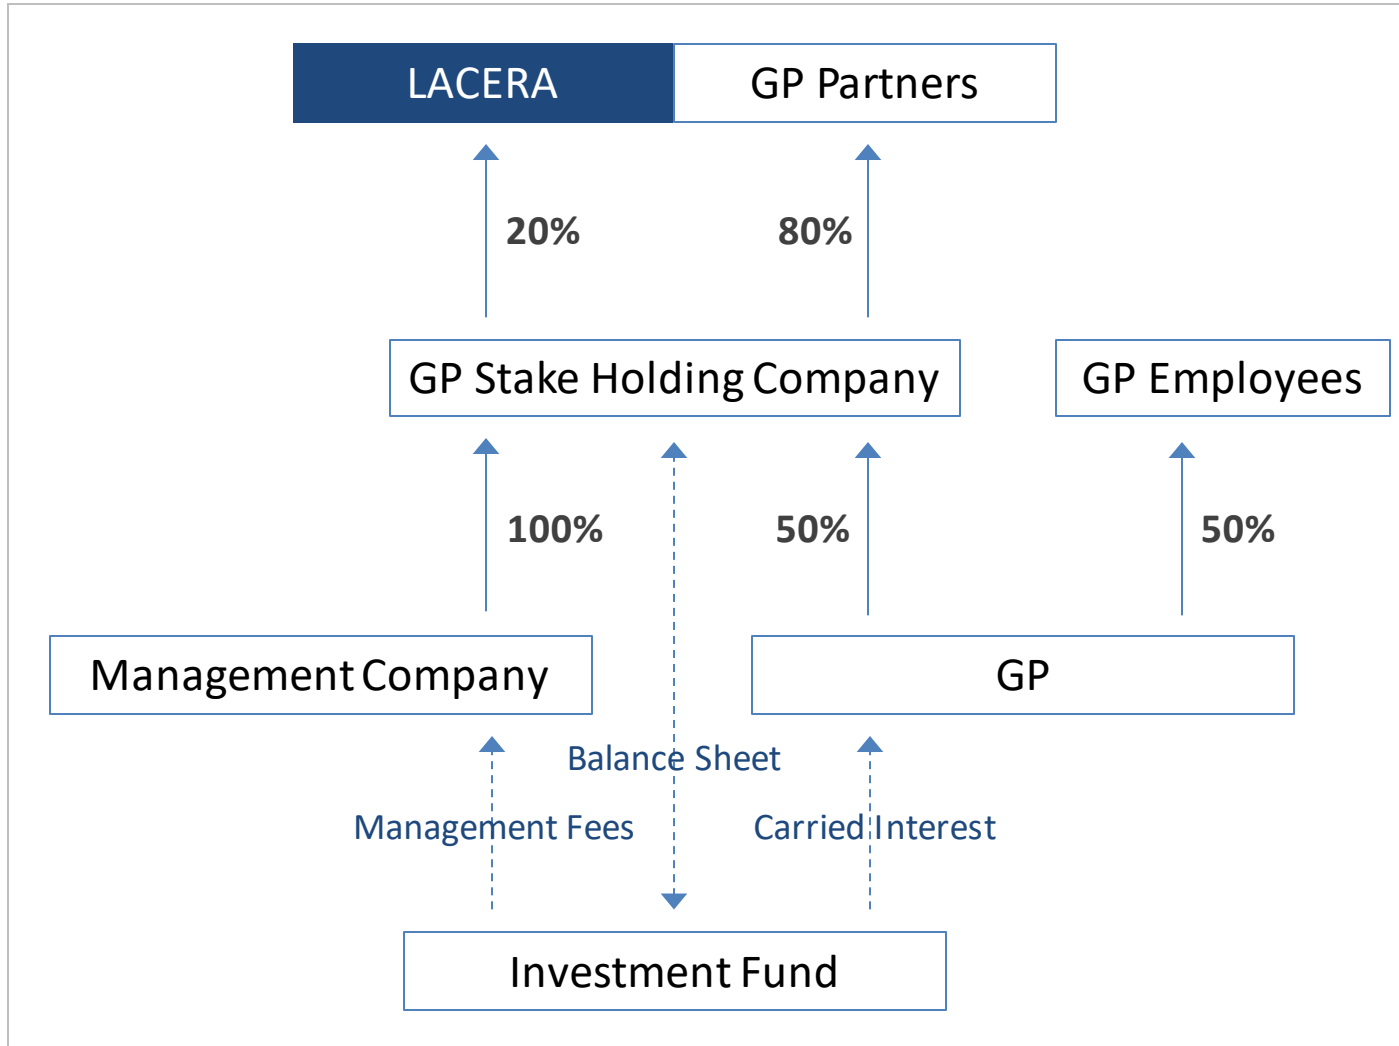 LACERA
GP Partners
20%
80%
GP Stake Holding Company
GP Employees
100%
50%
50%
Management Company
GP
Balance Sheet
Management Fees
Carried Interest
Investment Fund